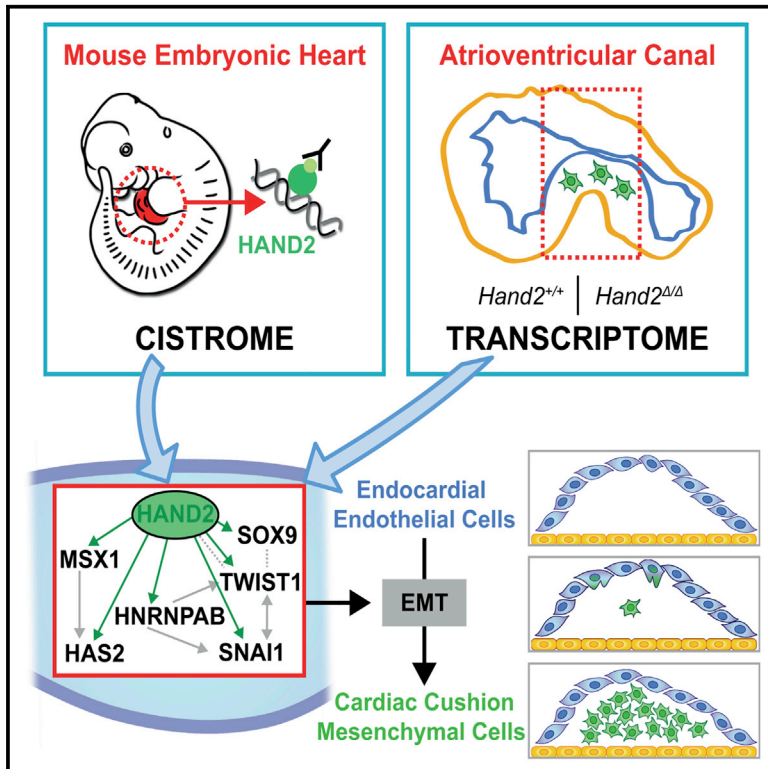 Mouse Embryonic Heart
HAND2
CISTROME
Atrioventricular Canal
Hand2+/+ | Hand2Δ/Δ
TRANSCRIPTOME
HAND2
SOX9
MSX1
TWIST1
HNRNPAB
HAS2
SNAI1
Endocardial
Endothelial Cells
EMT
Cardiac Cushion
Mesenchymal Cells